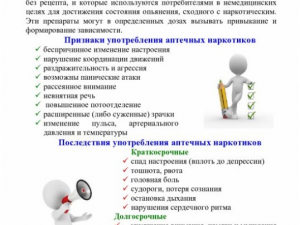 без рецепта, и которые используются потребителями в немедицинских
целях для достижения состояния опьянения, сходного с наркотическим.
Эти препараты могут в определенных дозах вызывать привыкание и
формирование зависимости.
Признаки употребления аптечных наркотиков
беспричинное изменение настроения
нарушение координации движений
раздражительность и агрессия
возможны панические атаки
рассеянное внимание
невнятная речь
повышенное потоотделение
расширенные (либо суженные) зрачки
изменение пульса, артериального
давления и температуры
Последствия употребления аптечных наркотиков
Краткосрочные
спад настроения (вплоть до депрессии)
тошнота, рвота
головная боль
судороги, потеря сознания
остановка дыхания
нарушения сердечного ритма
Долгосрочные